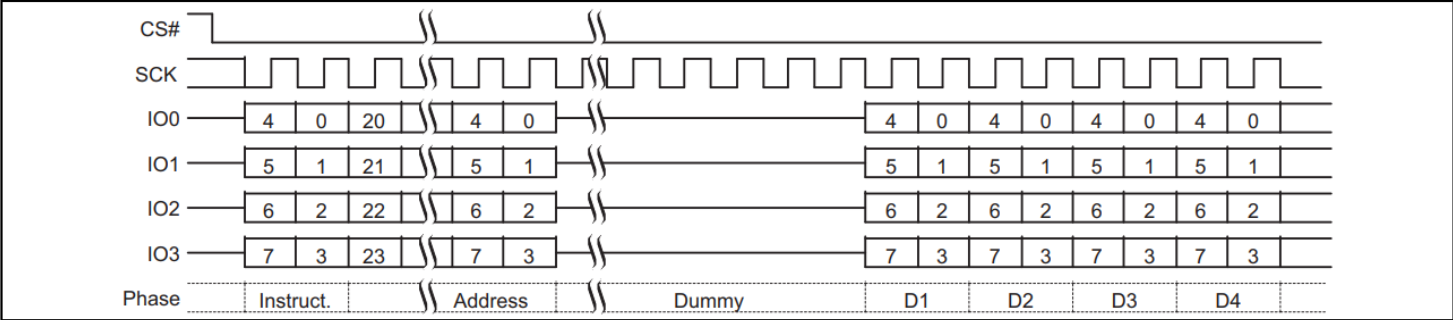 CS#
SCK
IO0 4 0 20 4 0 4 0 4 0 4 0 4 0
IO1 5 1 21 5 1 5 1 5 1 5 1 5 1
IO2 6 2 22 6 2 6 2 6 2 6 2 6 2
IO3 7 3 23 7 3 7 3 7 3 7 3 7 3
Phase Instruct. Address Dummy D1 D2 D3 D4